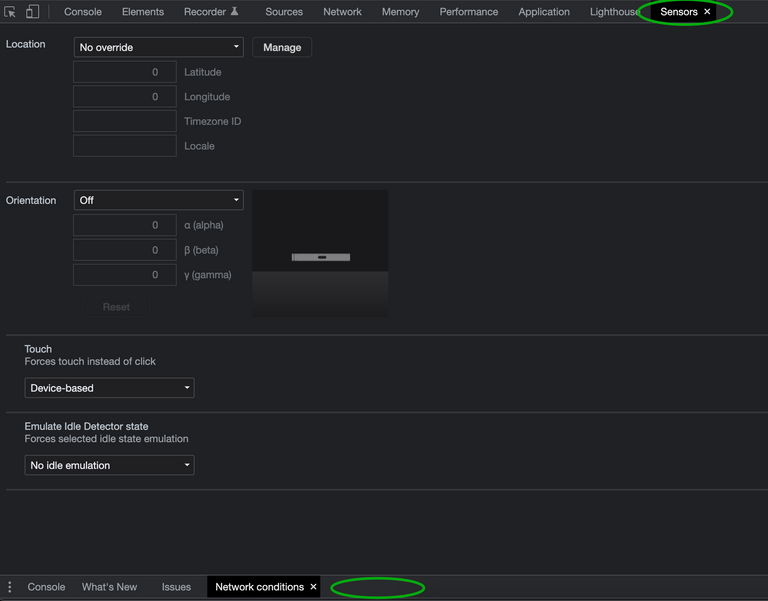 Console Elements Recorder Sources Network Memory Performance Application Lighthouse Sensors ×
Location No override Manage
0 Latitude
0 Longitude
Timezone ID
Locale
Orientation Off
0 α (alpha)
0 β (beta)
0 γ (gamma)
Reset
Touch
Forces touch instead of click
Device-based
Emulate Idle Detector state
Forces selected idle state emulation
No idle emulation
Console What's New Issues Network conditions ×